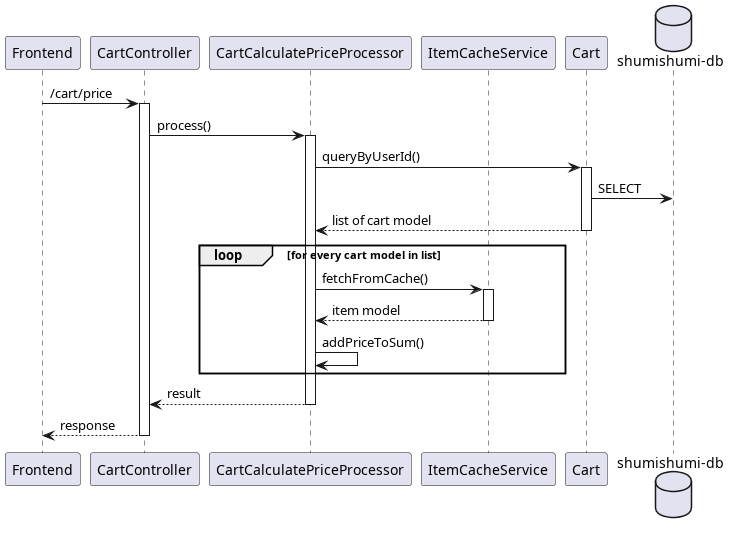 shumishumi-db
Frontend
CartController
CartCalculatePriceProcessor
ItemCacheService
Cart
/cart/price
process()
queryByUserId()
SELECT
list of cart model
loop
[for every cart model in list]
fetchFromCache()
item model
addPriceToSum()
result
response
Frontend
CartController
CartCalculatePriceProcessor
ItemCacheService
Cart
shumishumi-db